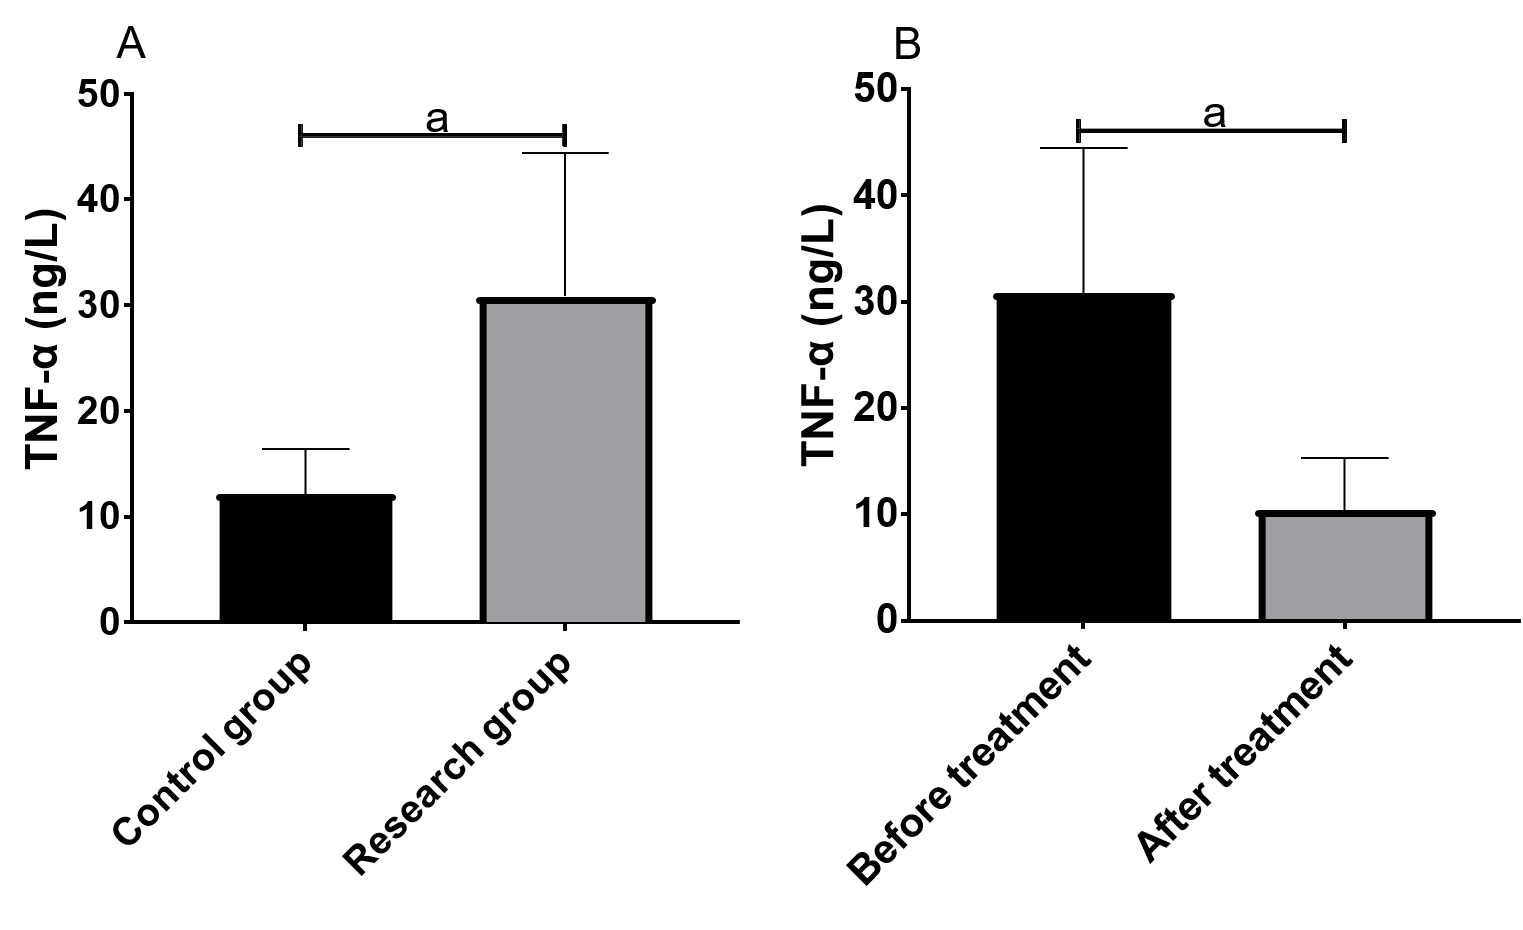 A
TNF-α (ng/L)
50
40
30
20
10
0
a
Control group
Research group
B
TNF-α (ng/L)
50
40
30
20
10
0
a
Before treatment
After treatment